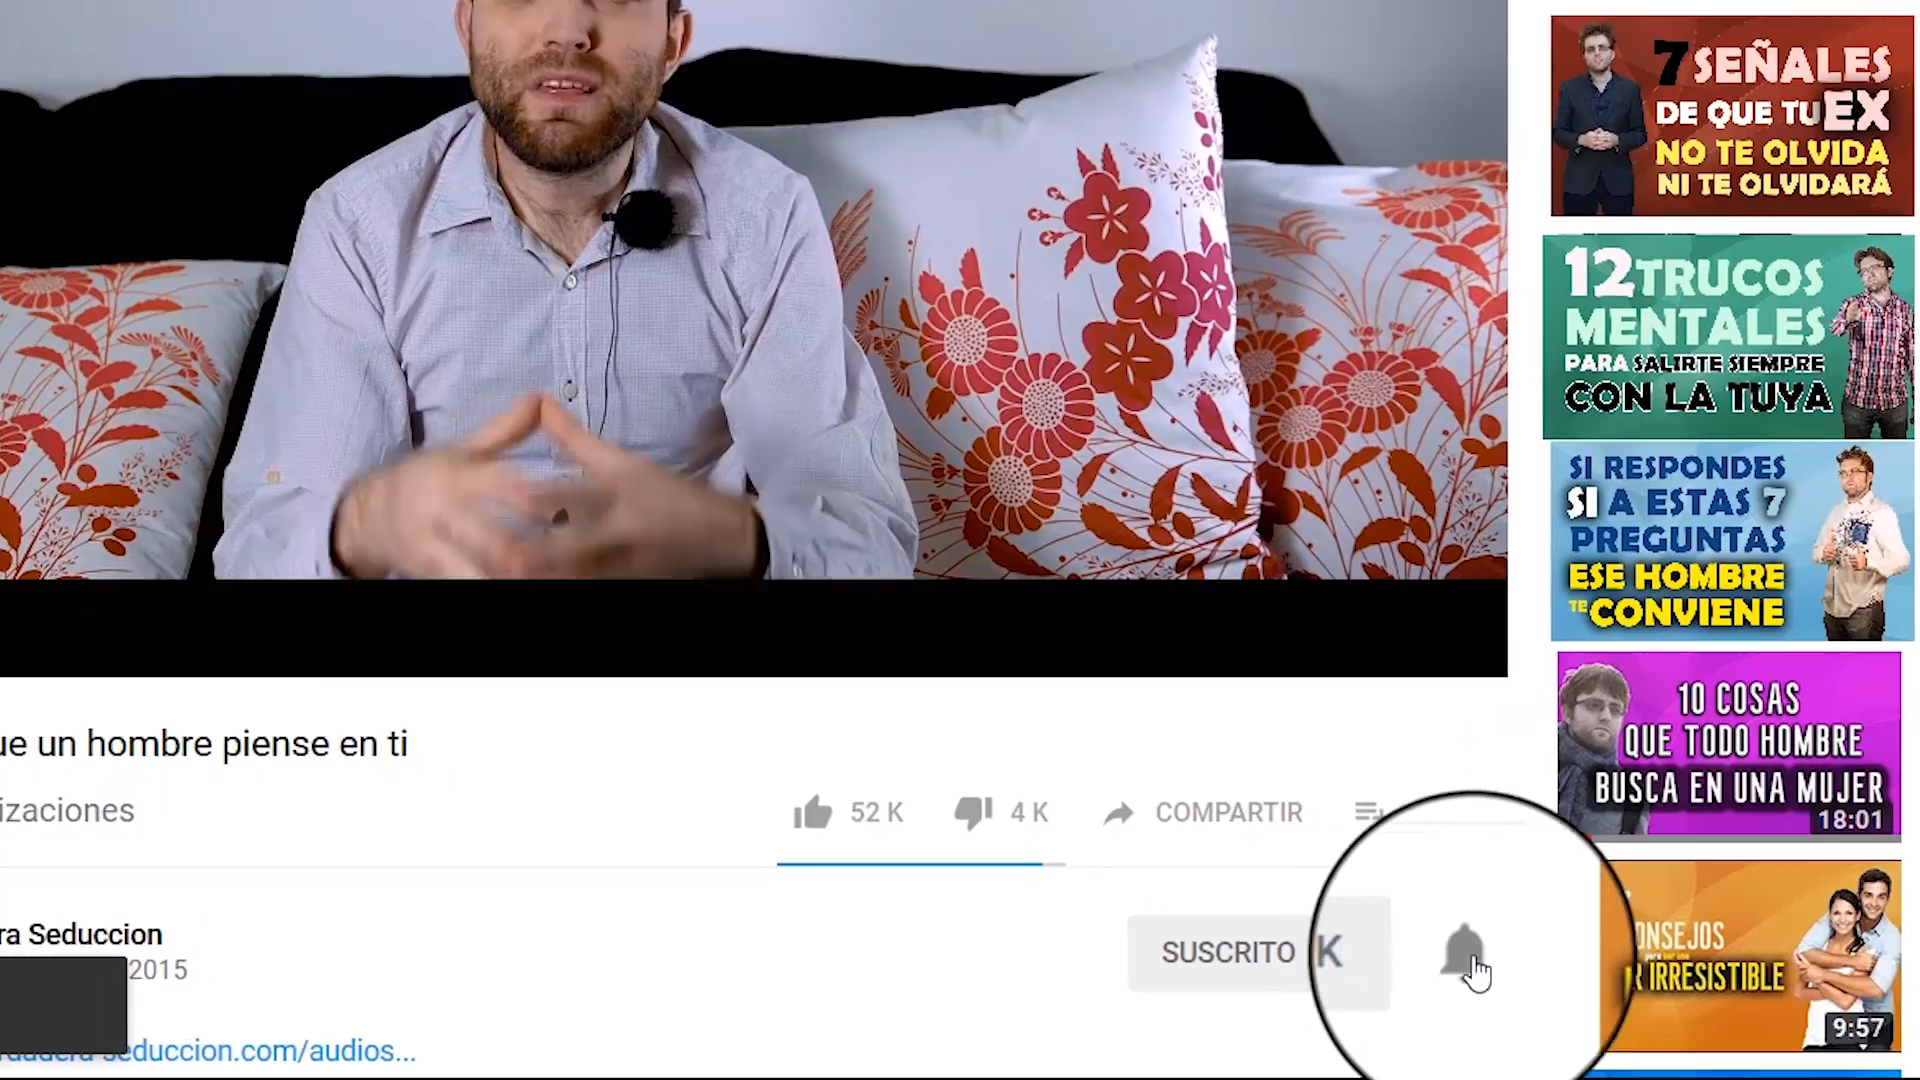 ue un hombre piense en ti
izaciones
52 K
4 K
COMPARTIR
ra Seduccion
2015
SUSCRITO K
seduccion.com/audios...
7 SEÑALES
DE QUE TU EX
NO TE OLVIDA
NI TE OLVIDARÁ
12 TRUCOS
MENTALES
PARA SALIRTE SIEMPRE
CON LA TUYA
SI RESPONDES
SI A ESTAS 7
PREGUNTAS
ESE HOMBRE
TE CONVIENE
10 COSAS
QUE TODO HOMBRE
BUSCA EN UNA MUJER
18:01
ONSEJOS
R IRRESISTIBLE
9:57